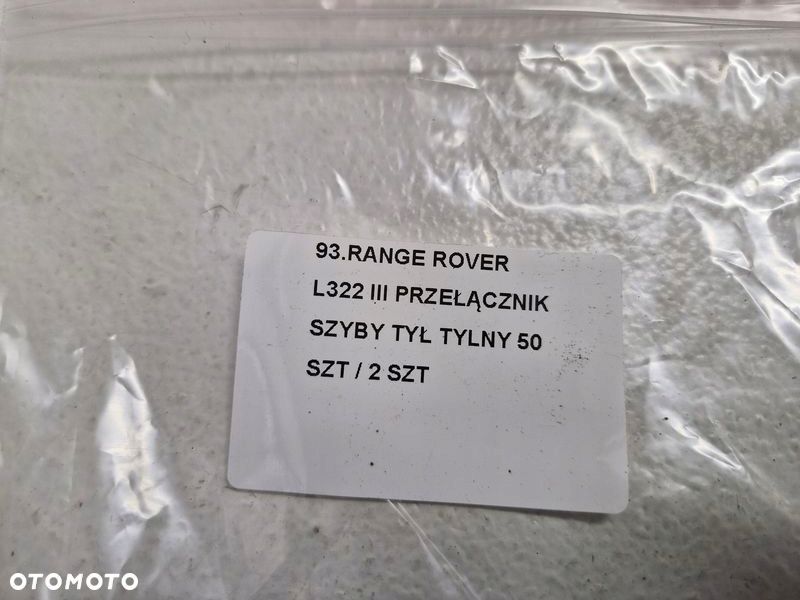 93.RANGE ROVER
L322 III PRZEŁĄCZNIK
SZYBY TYŁ TYLNY 50
SZT / 2 SZT
OTOMOTO